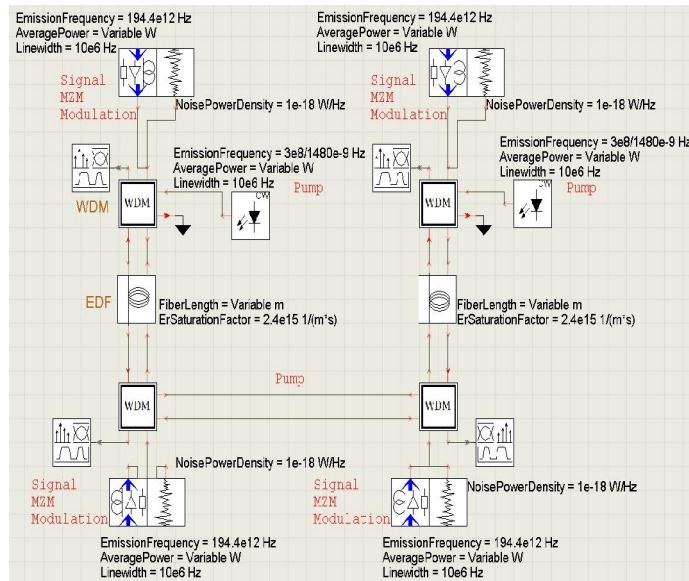 EmissionFrequency = 194.4e12 Hz
AveragePower = Variable W
Linewidth = 10e6 Hz
EmissionFrequency = 194.4e12 Hz
AveragePower = Variable W
Linewidth = 10e6 Hz
Signal
MZM
Modulation
NoisePowerDensity = 1e-18 W/Hz
Signal
MZM
Modulation
NoisePowerDensity = 1e-18 W/Hz
EmissionFrequency = 3e8/1480e-9 Hz
AveragePower = Variable W
Linewidth = 10e6 Hz
Pump
CW
EmissionFrequency = 3e8/1480e-9 Hz
AveragePower = Variable W
Linewidth = 10e6 Hz
Pump
CW
WDM
WDM
WDM
EDF
FiberLength = Variable m
ErSaturationFactor = 2.4e15 1/(m*s)
FiberLength = Variable m
ErSaturationFactor = 2.4e15 1/(m*s)
Pump
WDM
WDM
NoisePowerDensity = 1e-18 W/Hz
Signal
MZM
Modulation
Signal
MZM
Modulation
NoisePowerDensity = 1e-18 W/Hz
EmissionFrequency = 194.4e12 Hz
AveragePower = Variable W
Linewidth = 10e6 Hz
EmissionFrequency = 194.4e12 Hz
AveragePower = Variable W
Linewidth = 10e6 Hz